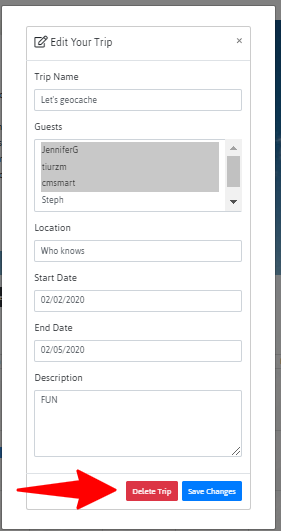 Edit Your Trip ×
Trip Name
Let's geocache
Guests
JenniferG
tiurzm
cmsmart
Steph
Location
Who knows
Start Date
02/02/2020
End Date
02/05/2020
Description
FUN
Delete Trip Save Changes